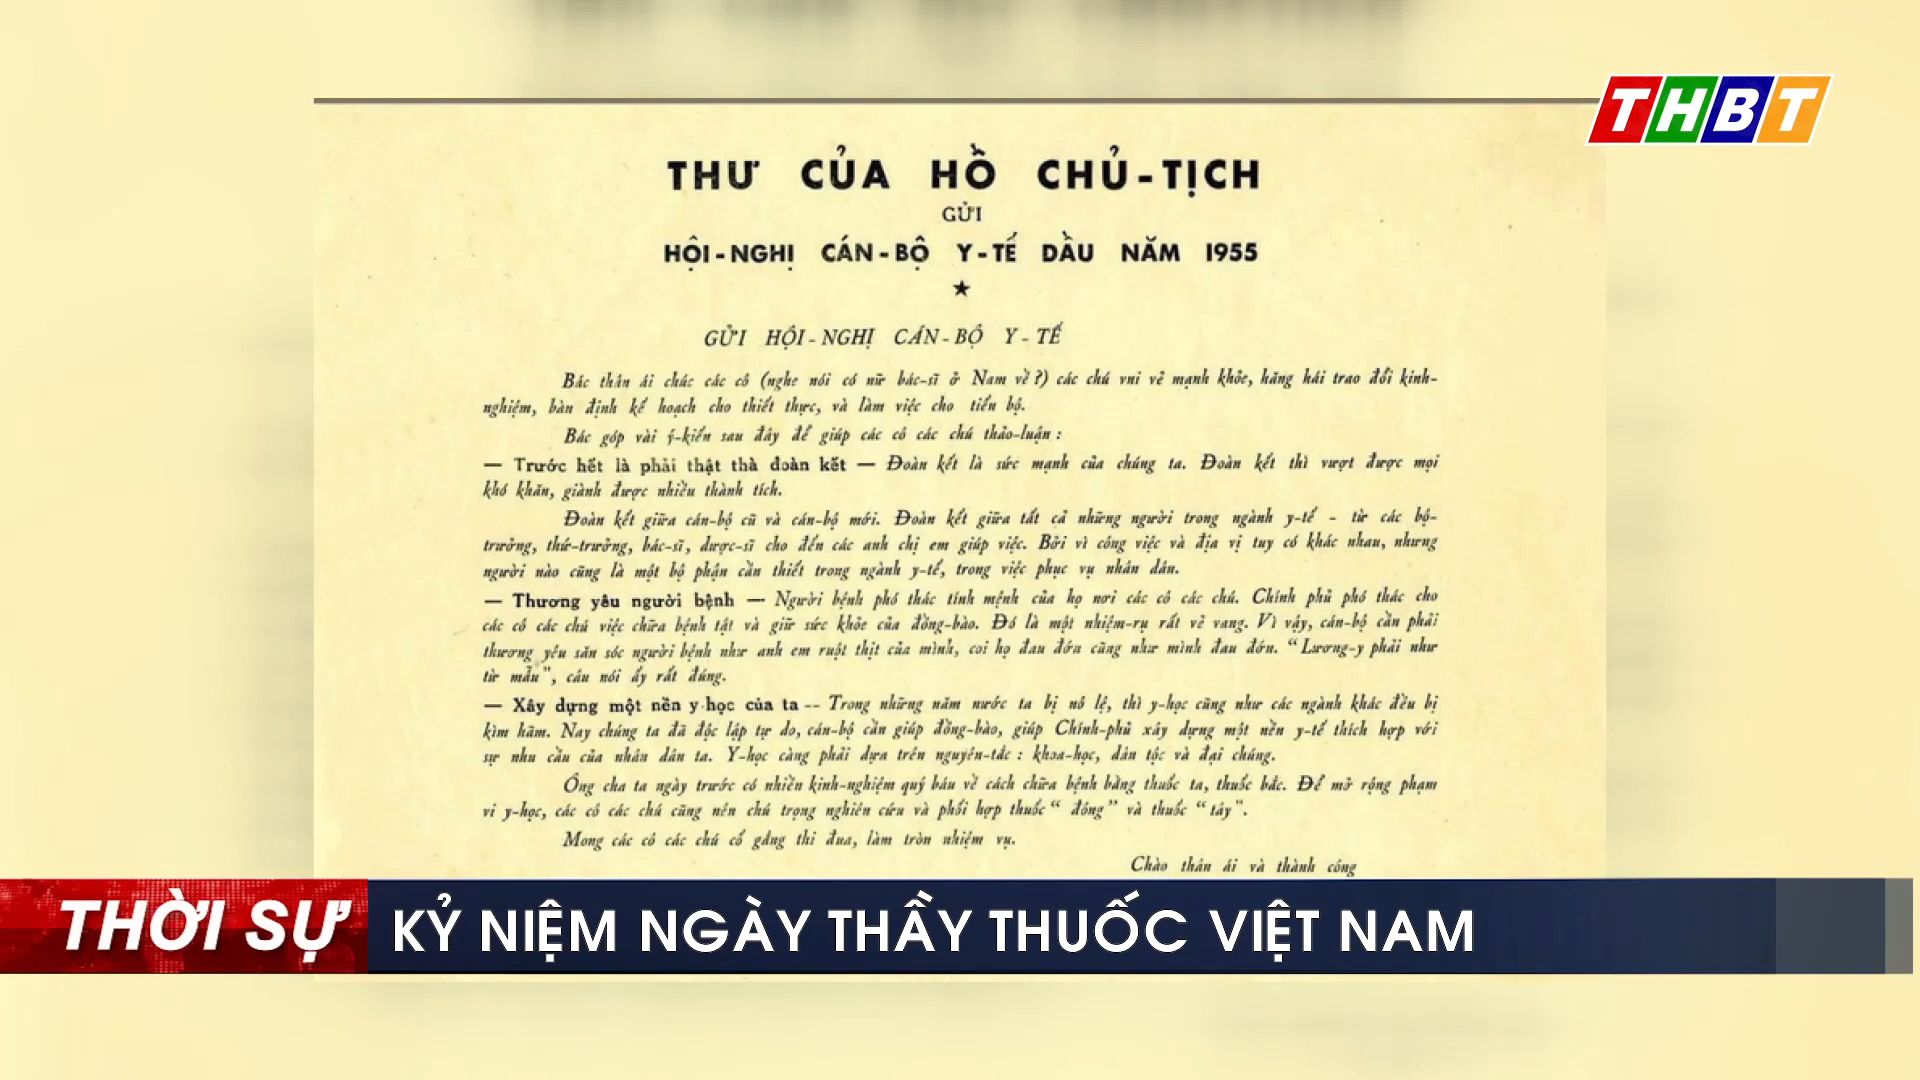 THBT
THƯ CỦA HỒ CHỦ-TỊCH
GỬI
HỘI-NGHỊ CÁN-BỘ Y-TẾ DẦU NĂM 1955
★
GỬI HỘI-NGHỊ CÁN-BỘ Y-TẾ
Bác thân ái chúc các cô (nghe nói có nữ bác-sĩ ở Nam về?) các chú vui vẻ mạnh khỏe, hăng hái trao đổi kinh-
nghiệm, bàn định kế hoạch cho thiết thực, và làm việc cho tiến bộ.
Bác góp vài ý-kiến sau đây để giúp các cô các chú thảo-luận :
— Trước hết là phải thật thà đoàn kết — Đoàn kết là sức mạnh của chúng ta. Đoàn kết thì vượt được mọi
khó khăn, giành được nhiều thành tích.
Đoàn kết giữa cán-bộ cũ và cán-bộ mới. Đoàn kết giữa tất cả những người trong ngành y-tế - từ các bộ-
trưởng, thứ-trưởng, bác-sĩ, dược-sĩ cho đến các anh chị em giúp việc. Bởi vì công việc và địa vị tuy có khác nhau, nhưng
người nào cũng là một bộ phận cần thiết trong ngành y-tế, trong việc phục vụ nhân dân.
— Thương yêu người bệnh — Người bệnh phó thác tính mệnh của họ nơi các cô các chú. Chính phủ phó thác cho
các cô các chú việc chữa bệnh tật và giữ sức khỏe của đồng-bào. Đó là một nhiệm-vụ rất vẻ vang. Vì vậy, cán-bộ cần phải
thương yêu săn sóc người bệnh như anh em ruột thịt của mình, coi họ đau đớn cũng như mình đau đớn. “Lương-y phải như
từ mẫu", câu nói ấy rất đúng.
— Xây dựng một nền y học của ta -- Trong những năm nước ta bị nô lệ, thì y-học cũng như các ngành khác đều bị
kìm hãm. Nay chúng ta đã độc lập tự do, cán-bộ cần giúp đồng-bào, giúp Chính-phủ xây dựng một nền y-tế thích hợp với
sự nhu cầu của nhân dân ta. Y-học càng phải dựa trên nguyên-tắc : khoa-học, dân tộc và đại chúng.
Ông cha ta ngày trước có nhiều kinh-nghiệm quý báu về cách chữa bệnh bằng thuốc ta, thuốc bắc. Để mở rộng phạm
vi y-học, các cô các chú cũng nên chú trọng nghiên cứu và phối hợp thuốc “ đông” và thuốc “tây".
Mong các cô các chú cố gắng thi đua, làm tròn nhiệm vụ.
Chào thân ái và thành công
THỜI SỰ KỶ NIỆM NGÀY THẦY THUỐC VIỆT NAM